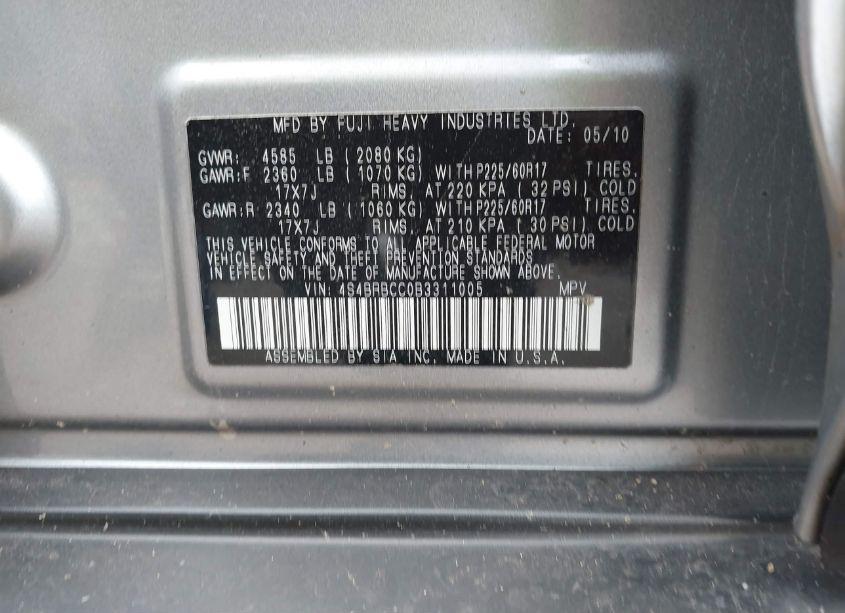 MFD BY FUJI HEAVY INDUSTRIES LTD.
DATE: 05/10
GVWR: 4585 LB ( 2080 KG)
GAWR:F 2360 LB ( 1070 KG) WITH P225/60R17 TIRES,
17X7J RIMS, AT 220 KPA ( 32 PSI) COLD
GAWR:R 2340 LB ( 1060 KG) WITH P225/60R17 TIRES,
17X7J RIMS, AT 210 KPA ( 30 PSI) COLD
THIS VEHICLE CONFORMS TO ALL APPLICABLE FEDERAL MOTOR
VEHICLE SAFETY AND THEFT PREVENTION STANDARDS
IN EFFECT ON THE DATE OF MANUFACTURE SHOWN ABOVE.
VIN: 4S4BRBCC0B3311005 MPV
ASSEMBLED BY SIA INC. MADE IN U.S.A.